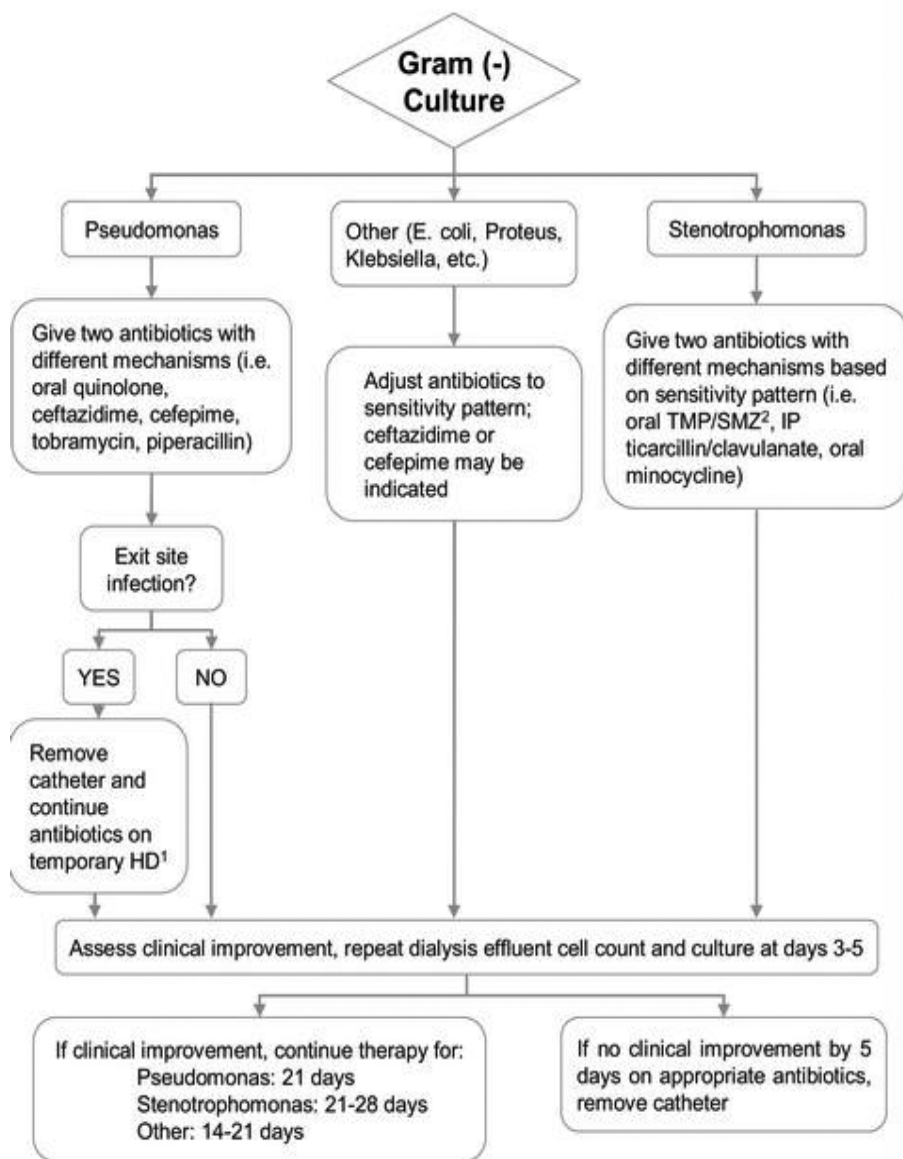 Gram (-)
Culture
Pseudomonas
Other (E. coli, Proteus,
Klebsiella, etc.)
Stenotrophomonas
Give two antibiotics with
different mechanisms (i.e.
oral quinolone,
ceftazidime, cefepime,
tobramycin, piperacillin)
Adjust antibiotics to
sensitivity pattern;
ceftazidime or
cefepime may be
indicated
Give two antibiotics with
different mechanisms based
on sensitivity pattern (i.e.
oral TMP/SMZ², IP
ticarcillin/clavulanate, oral
minocycline)
Exit site
infection?
YES
NO
Remove
catheter and
continue
antibiotics on
temporary HD¹
Assess clinical improvement, repeat dialysis effluent cell count and culture at days 3-5
If clinical improvement, continue therapy for:
Pseudomonas: 21 days
Stenotrophomonas: 21-28 days
Other: 14-21 days
If no clinical improvement by 5
days on appropriate antibiotics,
remove catheter